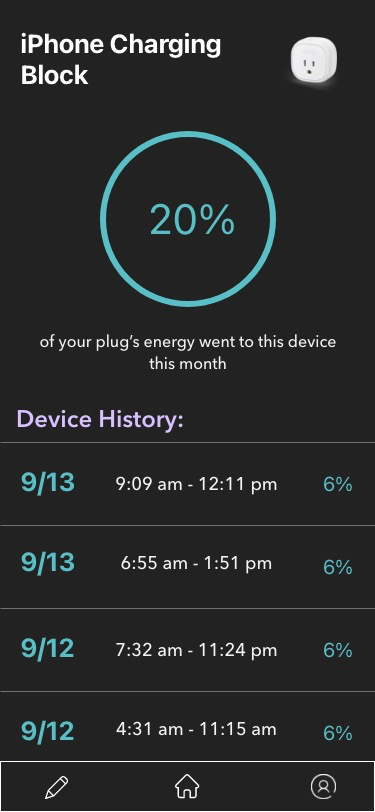 iPhone Charging
Block
20%
of your plug’s energy went to this device
this month
Device History:
9/13 9:09 am - 12:11 pm 6%
9/13 6:55 am - 1:51 pm 6%
9/12 7:32 am - 11:24 pm 6%
9/12 4:31 am - 11:15 am 6%